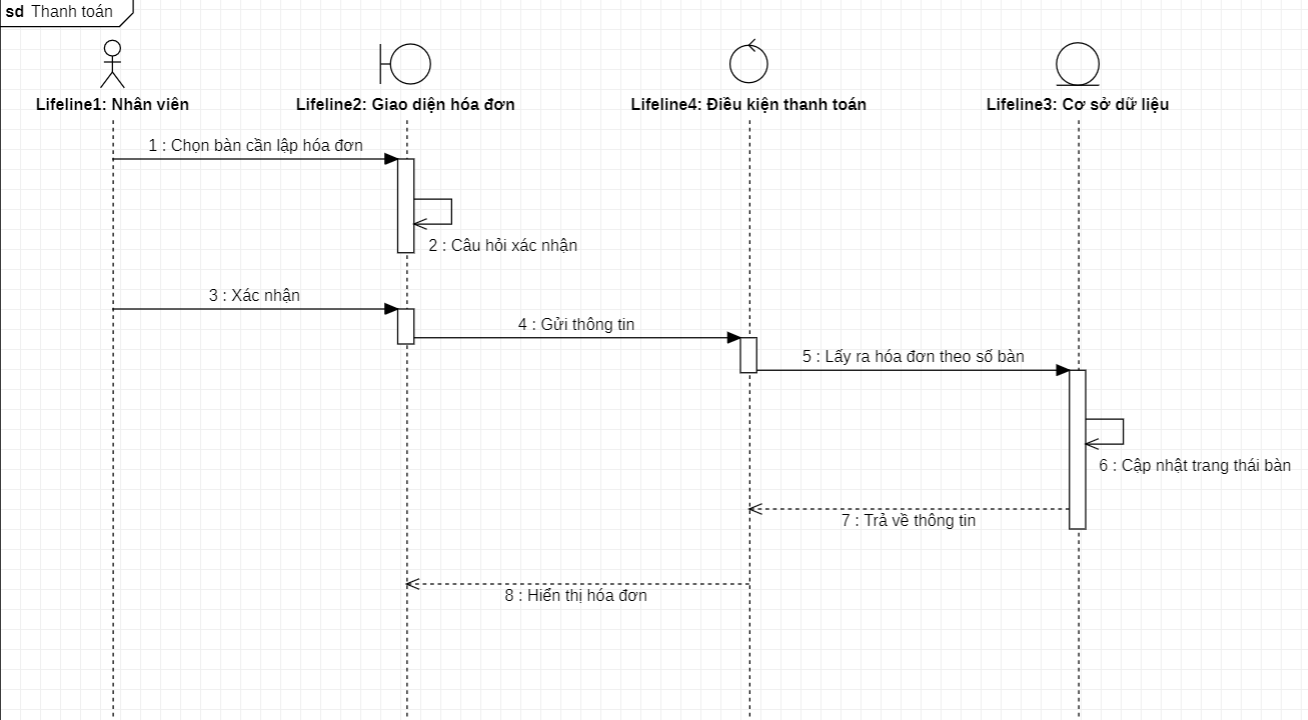 sd Thanh toán
Lifeline1: Nhân viên
Lifeline2: Giao diện hóa đơn
Lifeline4: Điều kiện thanh toán
Lifeline3: Cơ sở dữ liệu
1 : Chọn bàn cần lập hóa đơn
2 : Câu hỏi xác nhận
3 : Xác nhận
4 : Gửi thông tin
5 : Lấy ra hóa đơn theo số bàn
6 : Cập nhật trang thái bàn
7 : Trả về thông tin
8 : Hiển thị hóa đơn